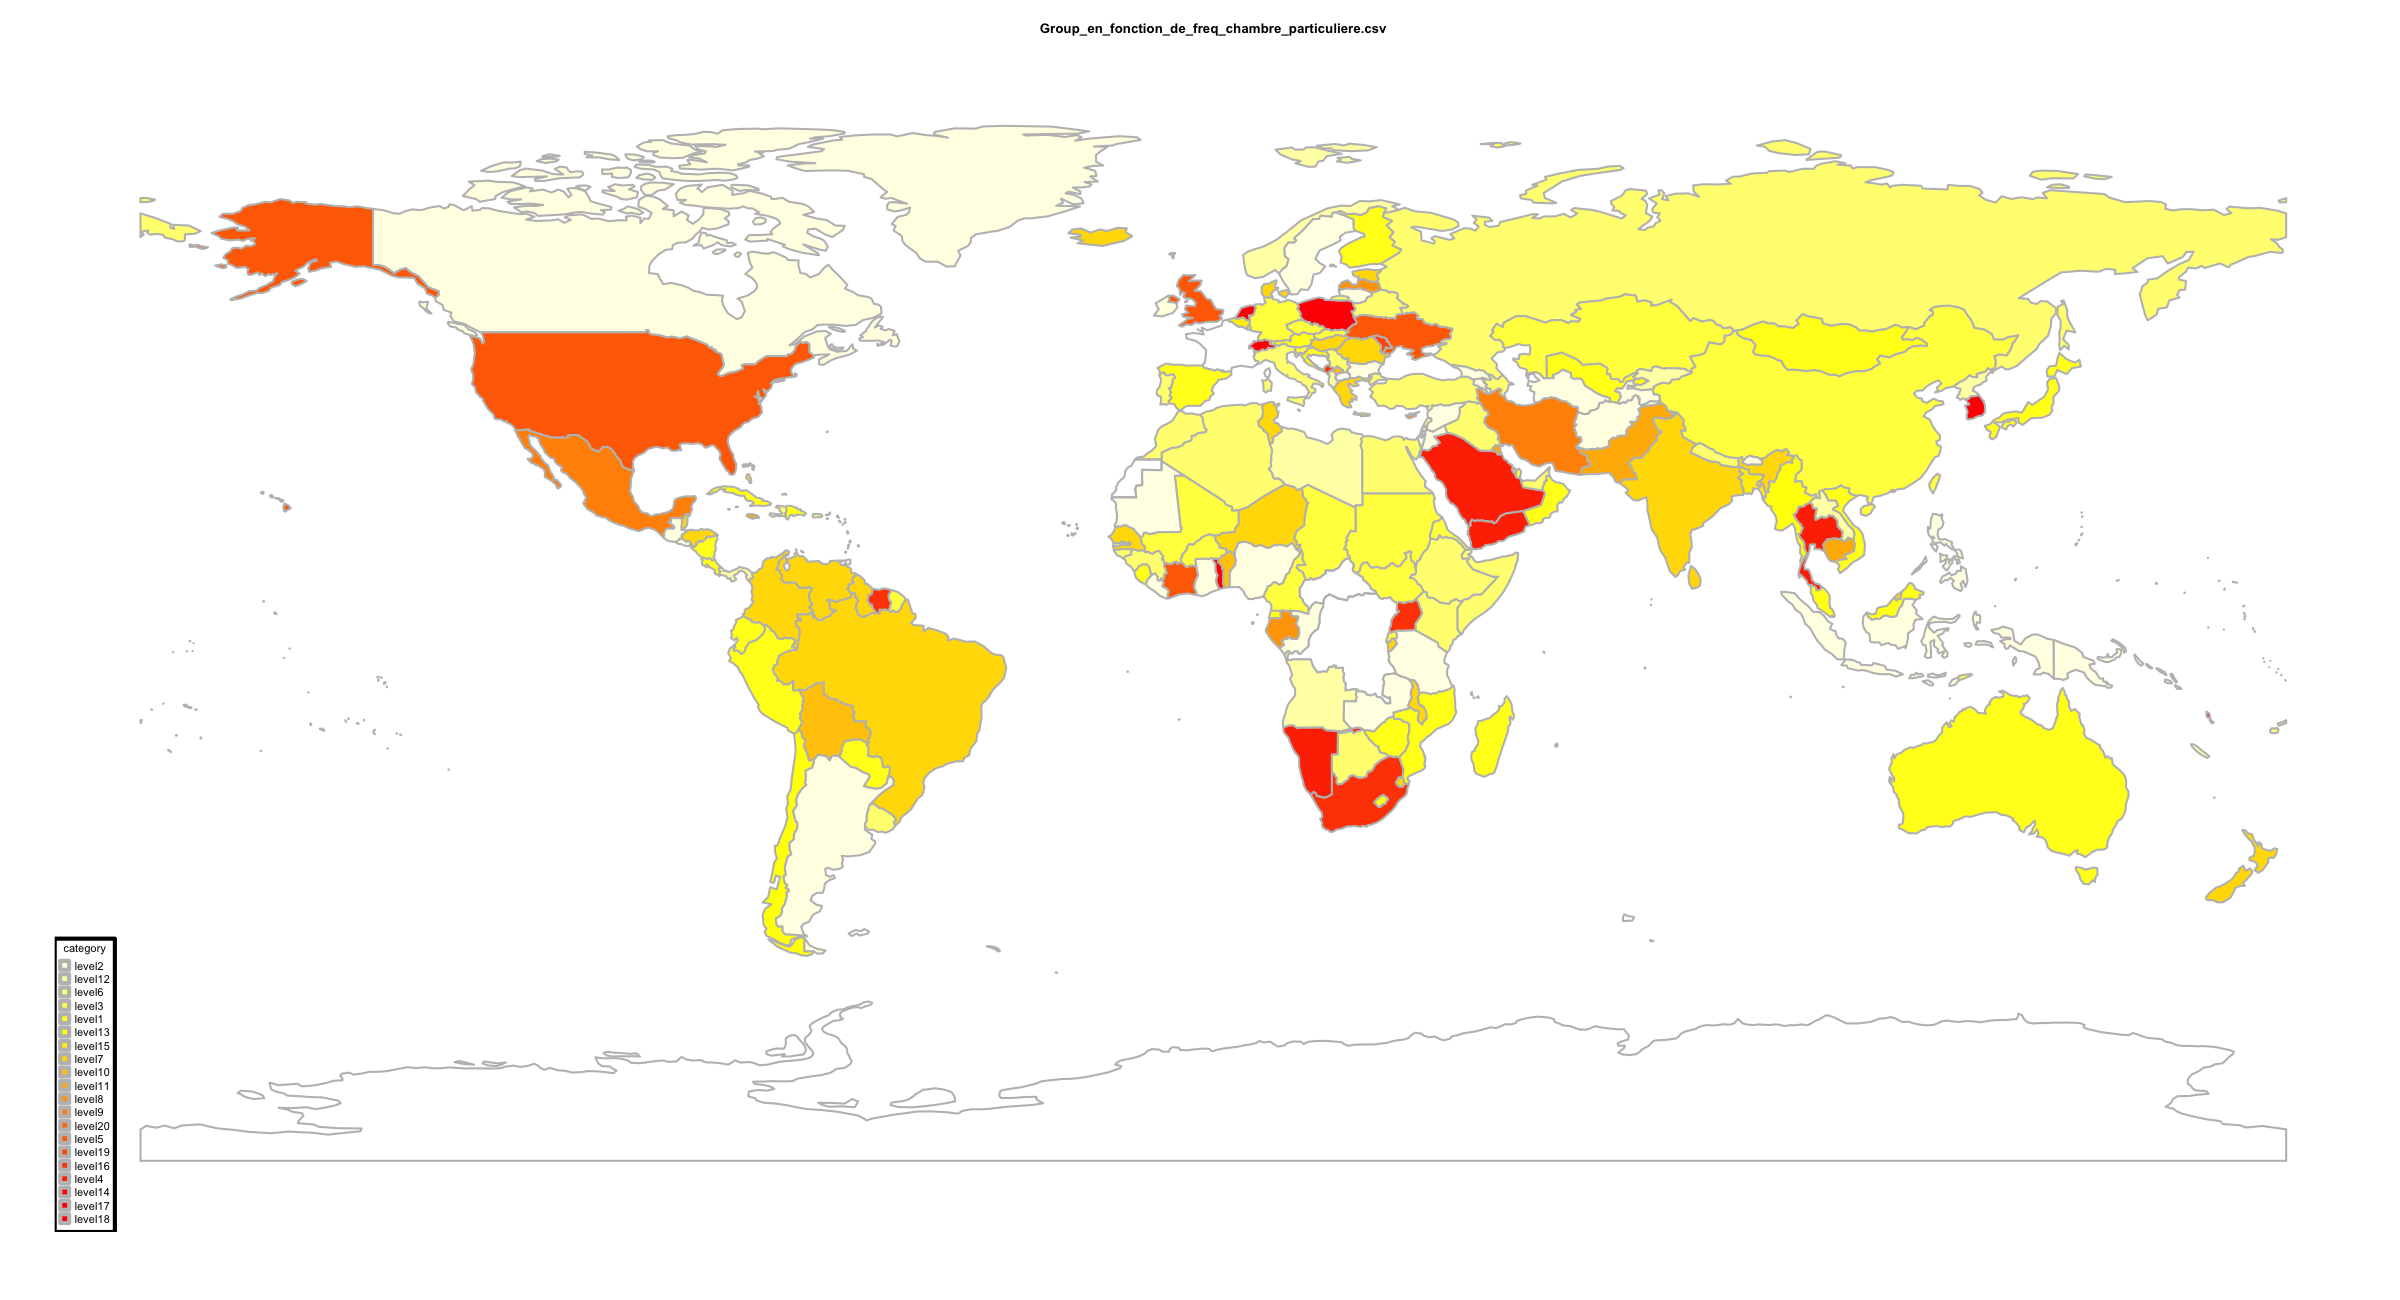 Group_en_fonction_de_freq_chambre_particuliere.csv
category
level2
level12
level6
level3
level1
level13
level15
level7
level10
level11
level8
level9
level20
level5
level19
level16
level4
level14
level17
level18